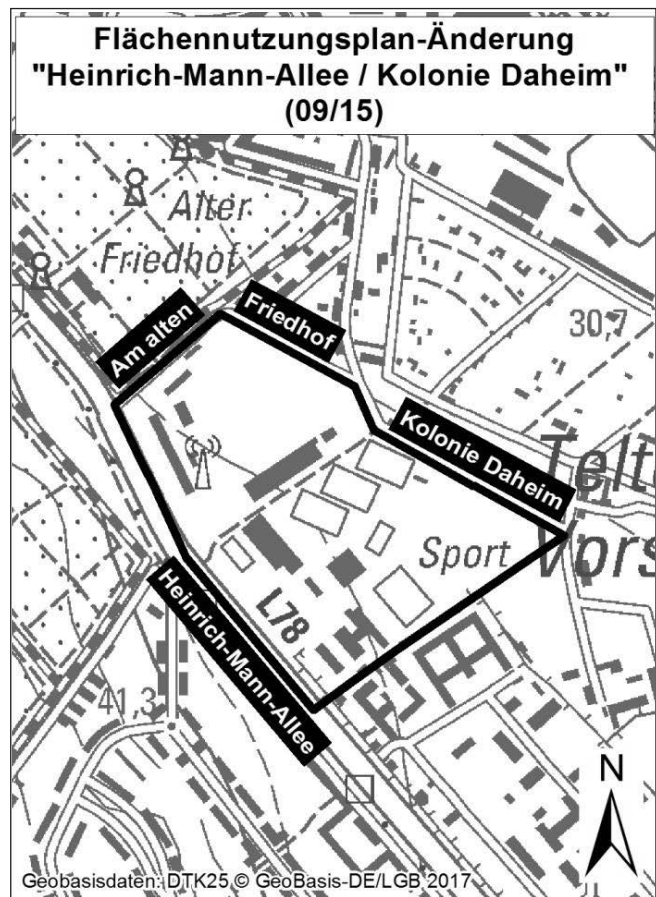 Flächennutzungsplan-Änderung
"Heinrich-Mann-Allee / Kolonie Daheim"
(09/15)
Alter
Friedhof
Am alten
Friedhof
30,7
Kolonie Daheim
Telt
Sport
Vors
Heinrich-Mann-Allee
L78
41,3
N
Geobasisdaten: DTK25 © GeoBasis-DE/LGB 2017